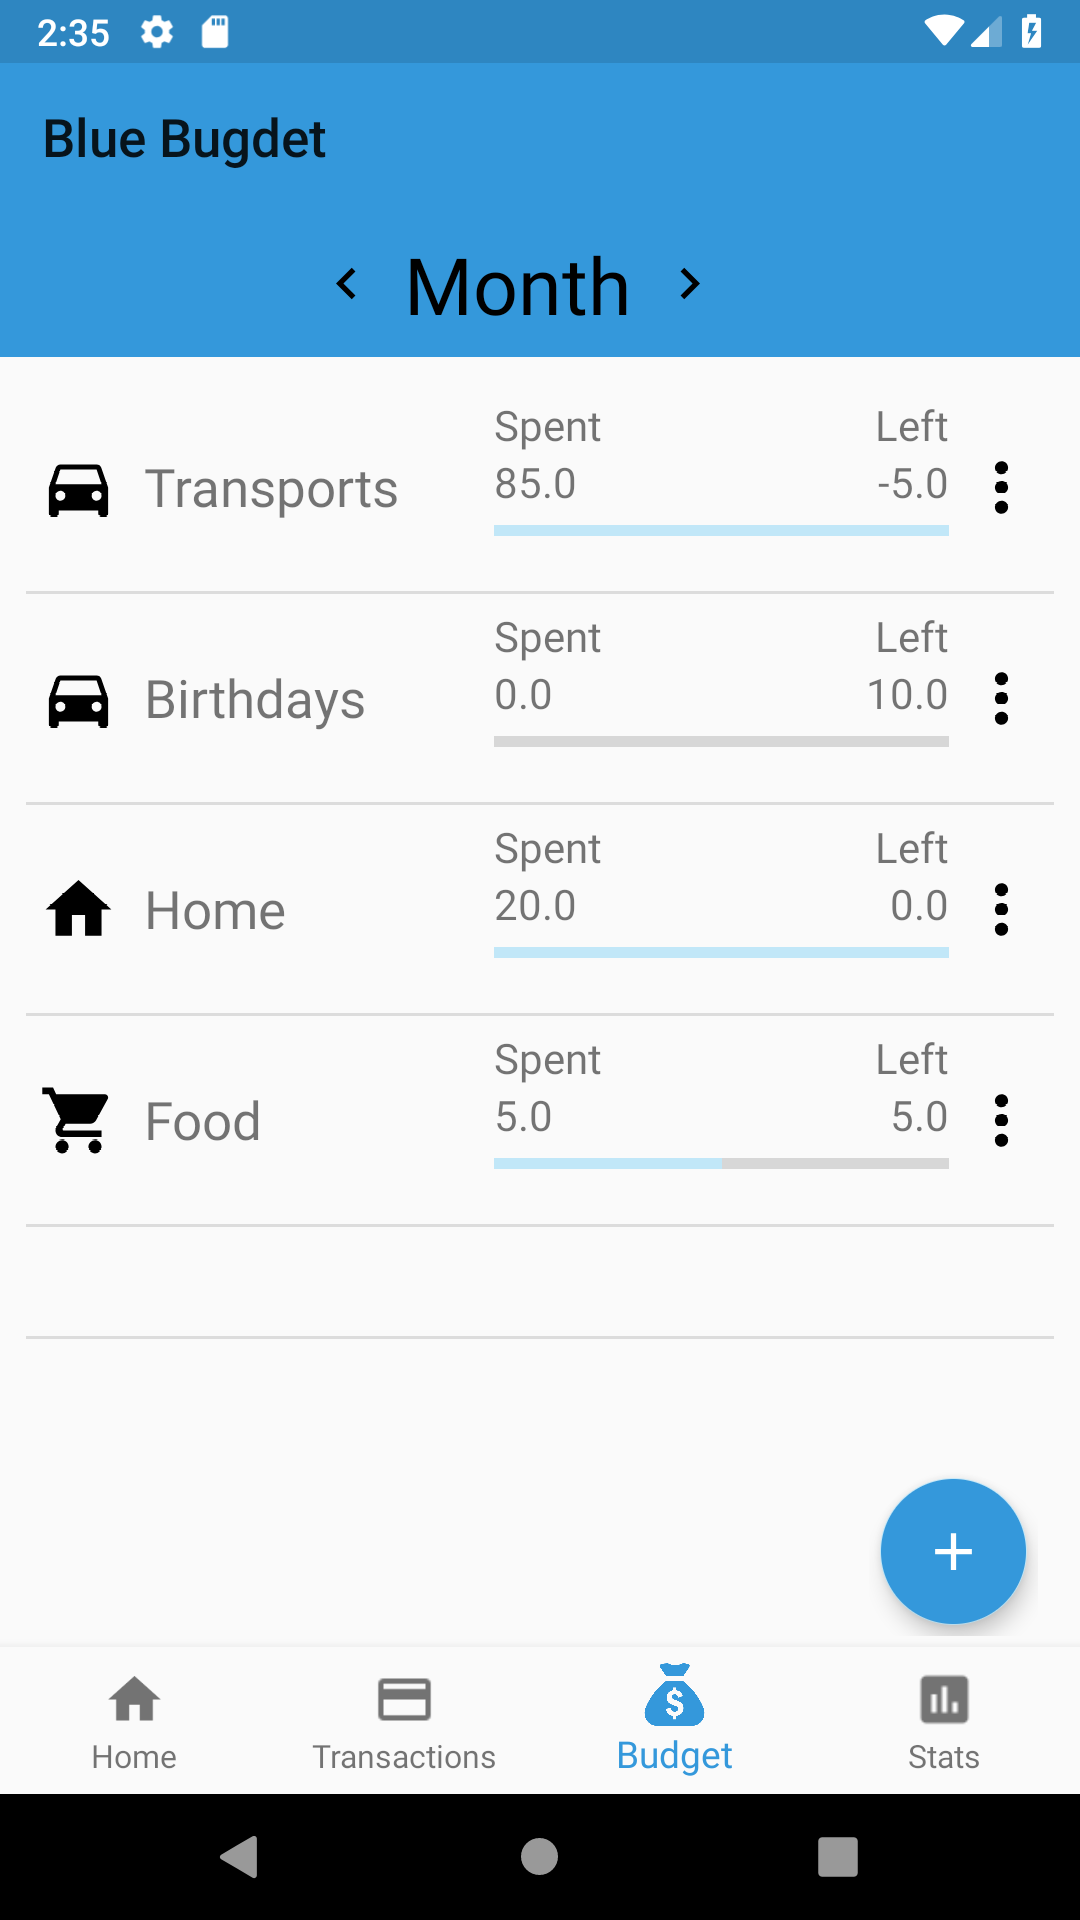 2:35
Blue Bugdet
Month
Spent Left
Transports 85.0 -5.0
Spent Left
Birthdays 0.0 10.0
Spent Left
Home 20.0 0.0
Spent Left
Food 5.0 5.0
Home Transactions Budget Stats